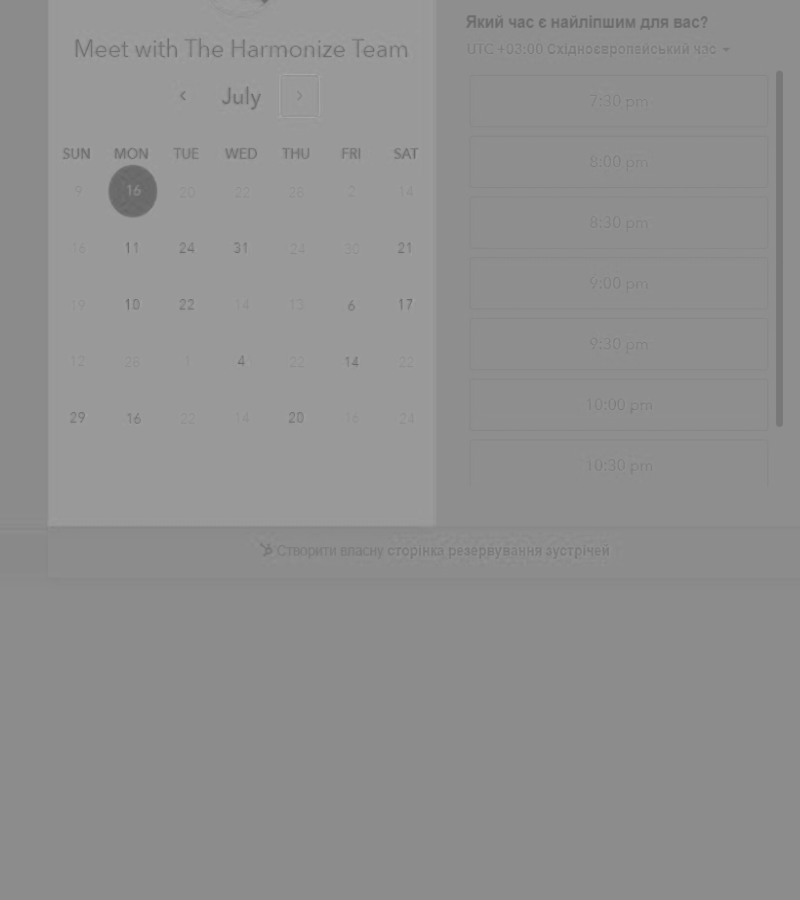 Meet with The Harmonize Team
July
SUN MON TUE WED THU FRI SAT
9 16 20 22 28 2 14
16 11 24 31 24 30 21
19 10 22 14 13 6 17
12 26 1 4 22 14 22
29 16 22 14 20 16 24
Який час є найліпшим для вас?
UTC +03:00 Східноєвропейський час
7:30 pm
8:00 pm
8:30 pm
9:00 pm
9:30 pm
10:00 pm
10:30 pm
Створити власну сторінка резервування зустрічей